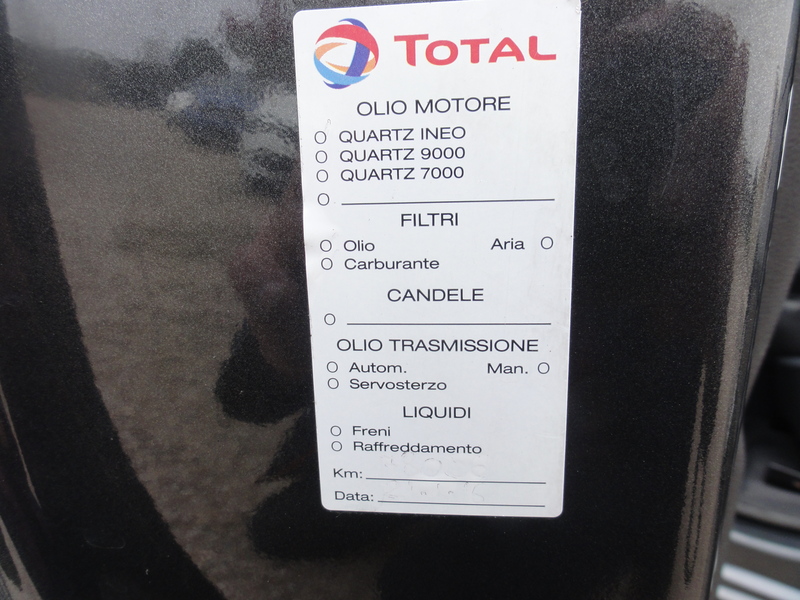 TOTAL
OLIO MOTORE
O QUARTZ INEO
O QUARTZ 9000
O QUARTZ 7000
O
FILTRI
O Olio Aria O
O Carburante
CANDELE
O
OLIO TRASMISSIONE
O Autom. Man. O
O Servosterzo
LIQUIDI
O Freni
O Raffreddamento
Km:
Data: